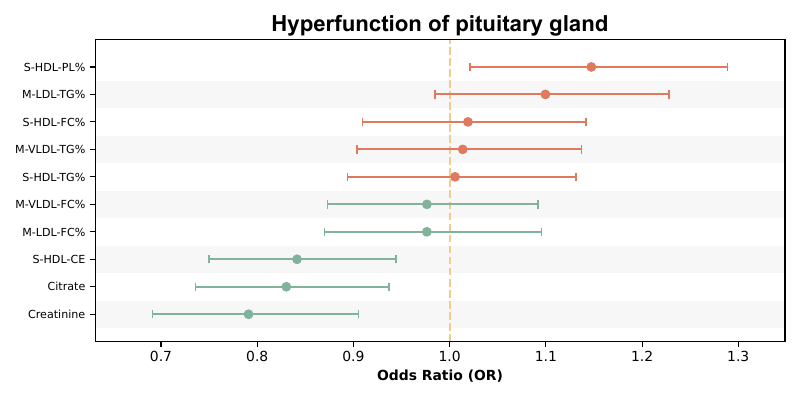 Hyperfunction of pituitary gland
S-HDL-PL%
M-LDL-TG%
S-HDL-FC%
M-VLDL-TG%
S-HDL-TG%
M-VLDL-FC%
M-LDL-FC%
S-HDL-CE
Citrate
Creatinine
0.7 0.8 0.9 1.0 1.1 1.2 1.3
Odds Ratio (OR)